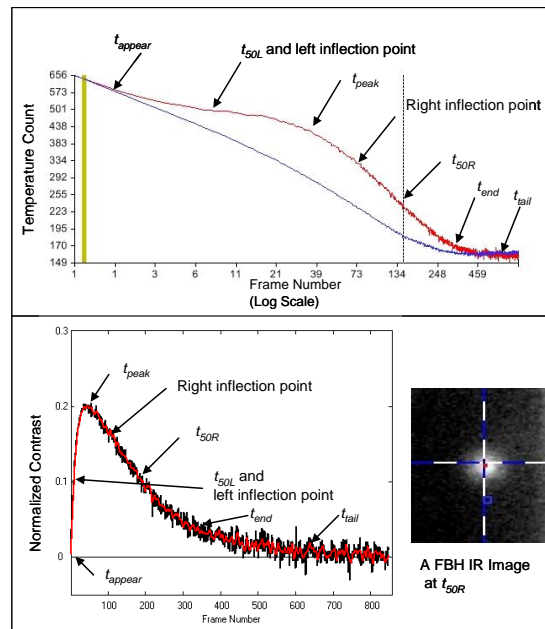 t_appear
t_50L and left inflection point
t_peak
Right inflection point
t_50R
t_end
t_tail
Temperature Count
656
573
501
438
383
334
292
255
223
195
170
149
1 1 3 6 11 21 39 73 134 248 459
Frame Number
(Log Scale)
0.3
0.2
0.1
0
Normalized Contrast
t_peak
Right inflection point
t_50R
t_50L and
left inflection point
t_end
t_tail
t_appear
100 200 300 400 500 600 700 800
Frame Number
A FBH IR Image
at t_50R